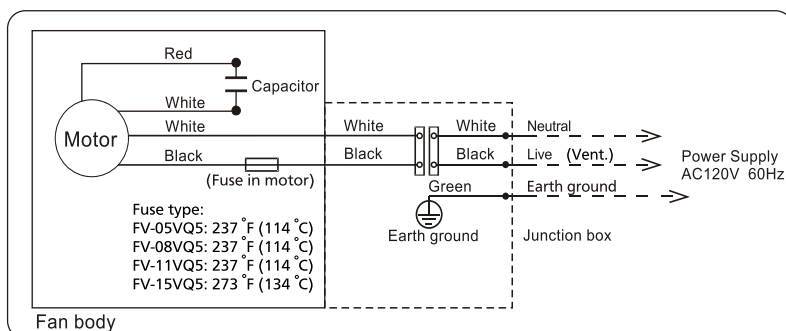 Red
Capacitor
White
White White White Neutral
Motor
Black Black Black Live (Vent.)
Power Supply
AC120V 60Hz
(Fuse in motor)
Green Earth ground
Fuse type:
FV-05VQ5: 237 °F (114 °C)
FV-08VQ5: 237 °F (114 °C)
FV-11VQ5: 237 °F (114 °C)
FV-15VQ5: 273 °F (134 °C)
Earth ground
Junction box
Fan body